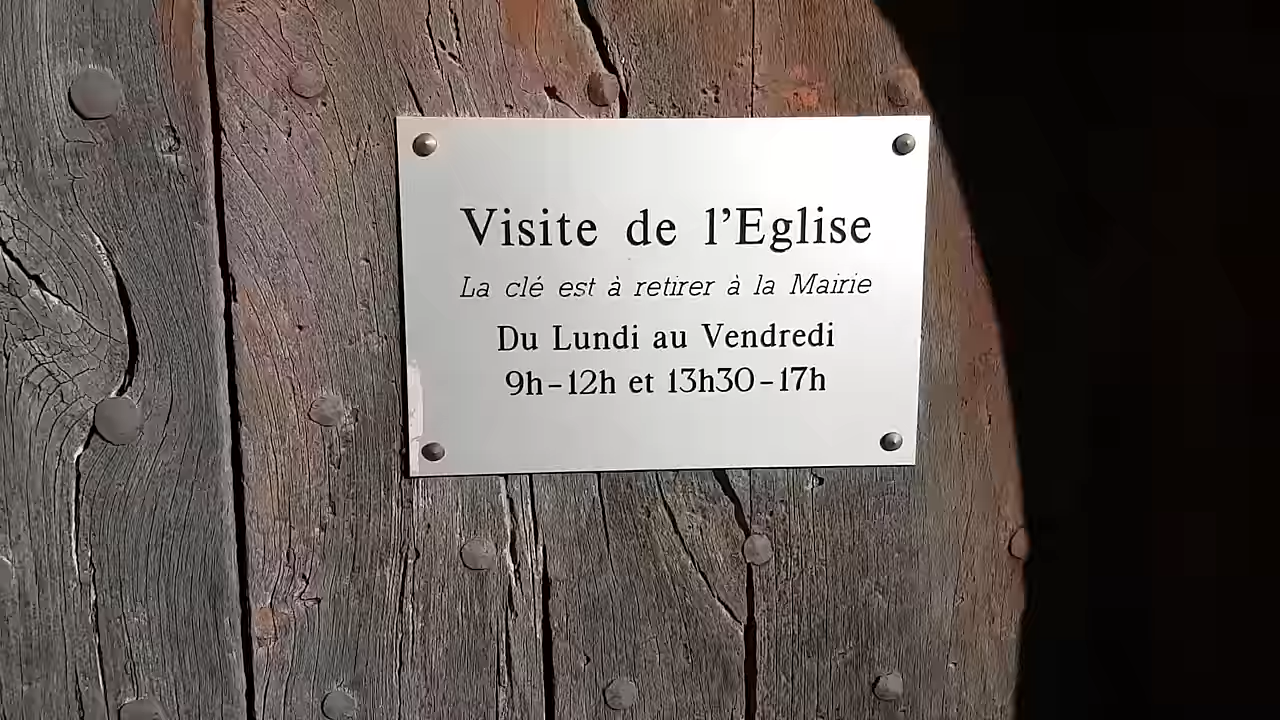 Visite de l'Eglise
La clé est à retirer à la Mairie
Du Lundi au Vendredi
9h-12h et 13h30-17h